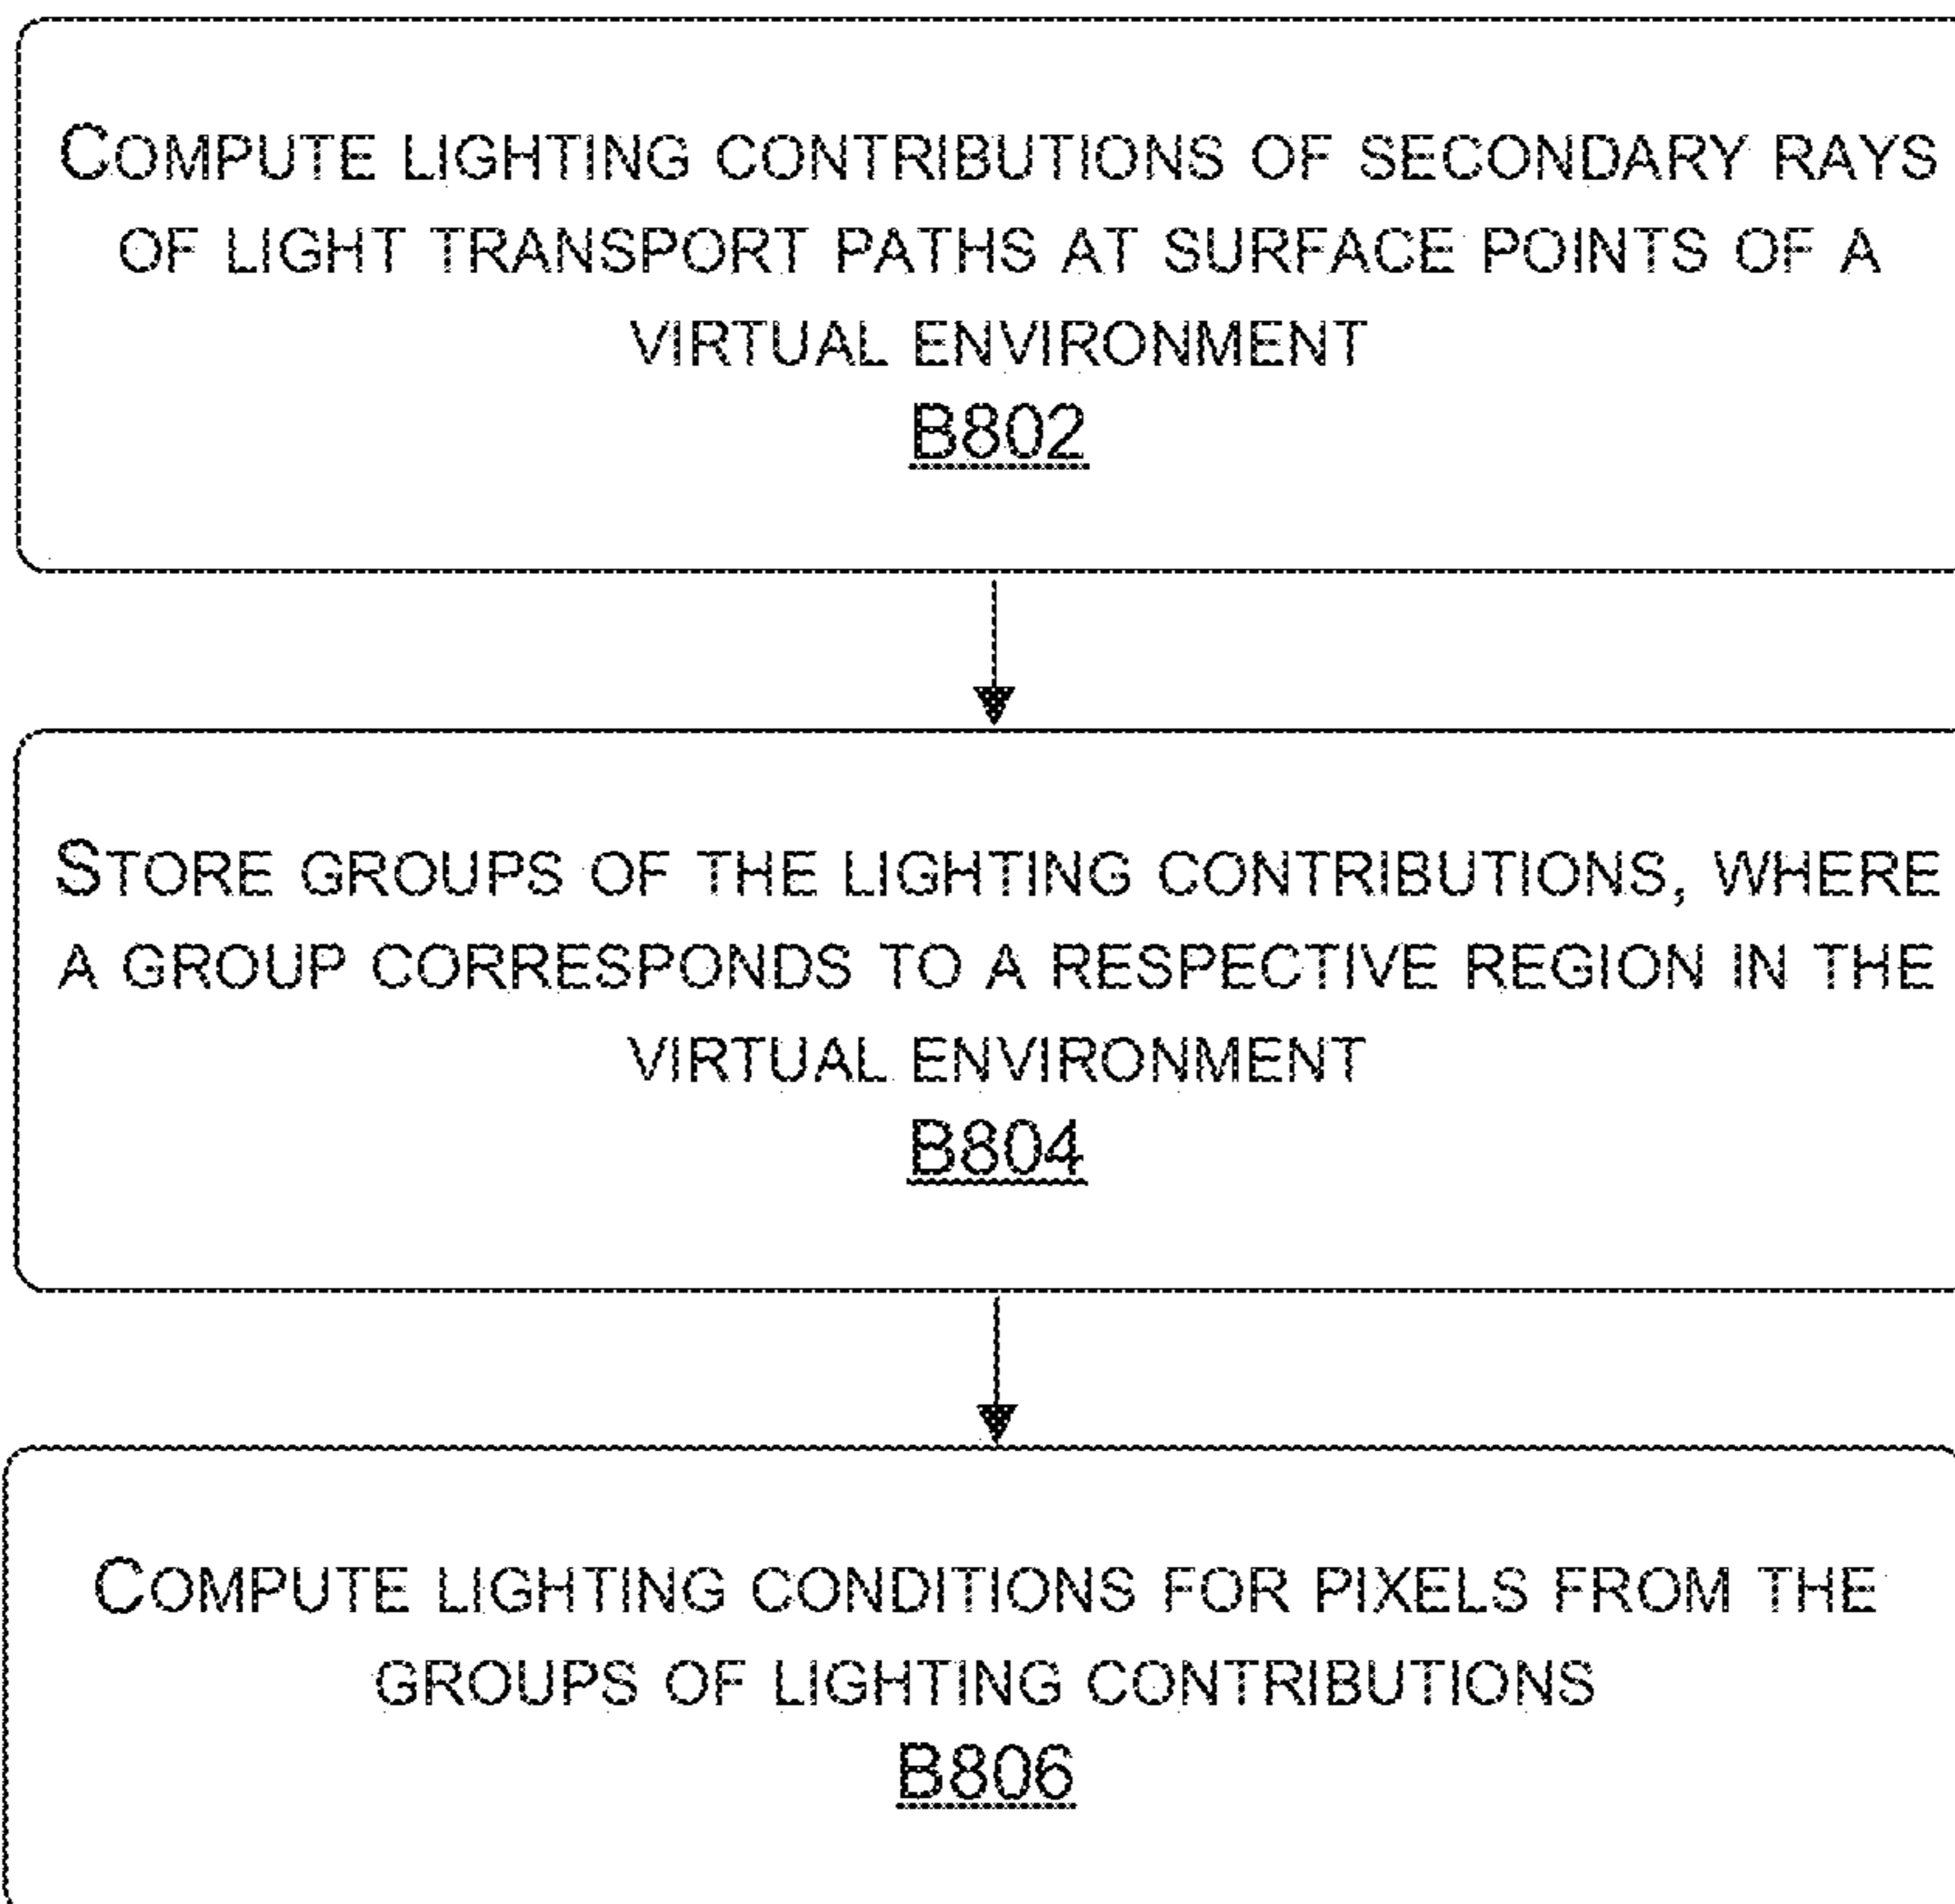 COMPUTE LIGHTING CONTRIBUTIONS OF SECONDARY RAYS
OF LIGHT TRANSPORT PATHS AT SURFACE POINTS OF A
VIRTUAL ENVIRONMENT
B802
STORE GROUPS OF THE LIGHTING CONTRIBUTIONS, WHERE
A GROUP CORRESPONDS TO A RESPECTIVE REGION IN THE
VIRTUAL ENVIRONMENT
B804
COMPUTE LIGHTING CONDITIONS FOR PIXELS FROM THE
GROUPS OF LIGHTING CONTRIBUTIONS
B806